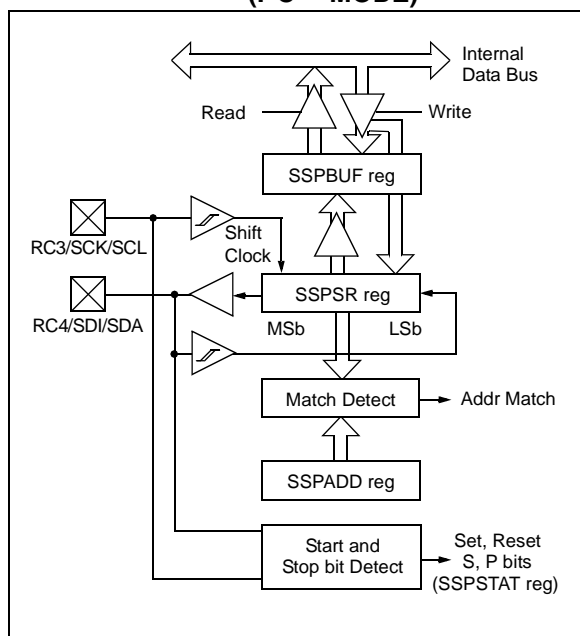 MODE)
Internal
Data Bus
Read
Write
SSPBUF reg
RC3/SCK/SCL
Shift
Clock
SSPSR reg
RC4/SDI/SDA
MSb
LSb
Match Detect
Addr Match
SSPADD reg
Start and
Stop bit Detect
Set, Reset
S, P bits
(SSPSTAT reg)